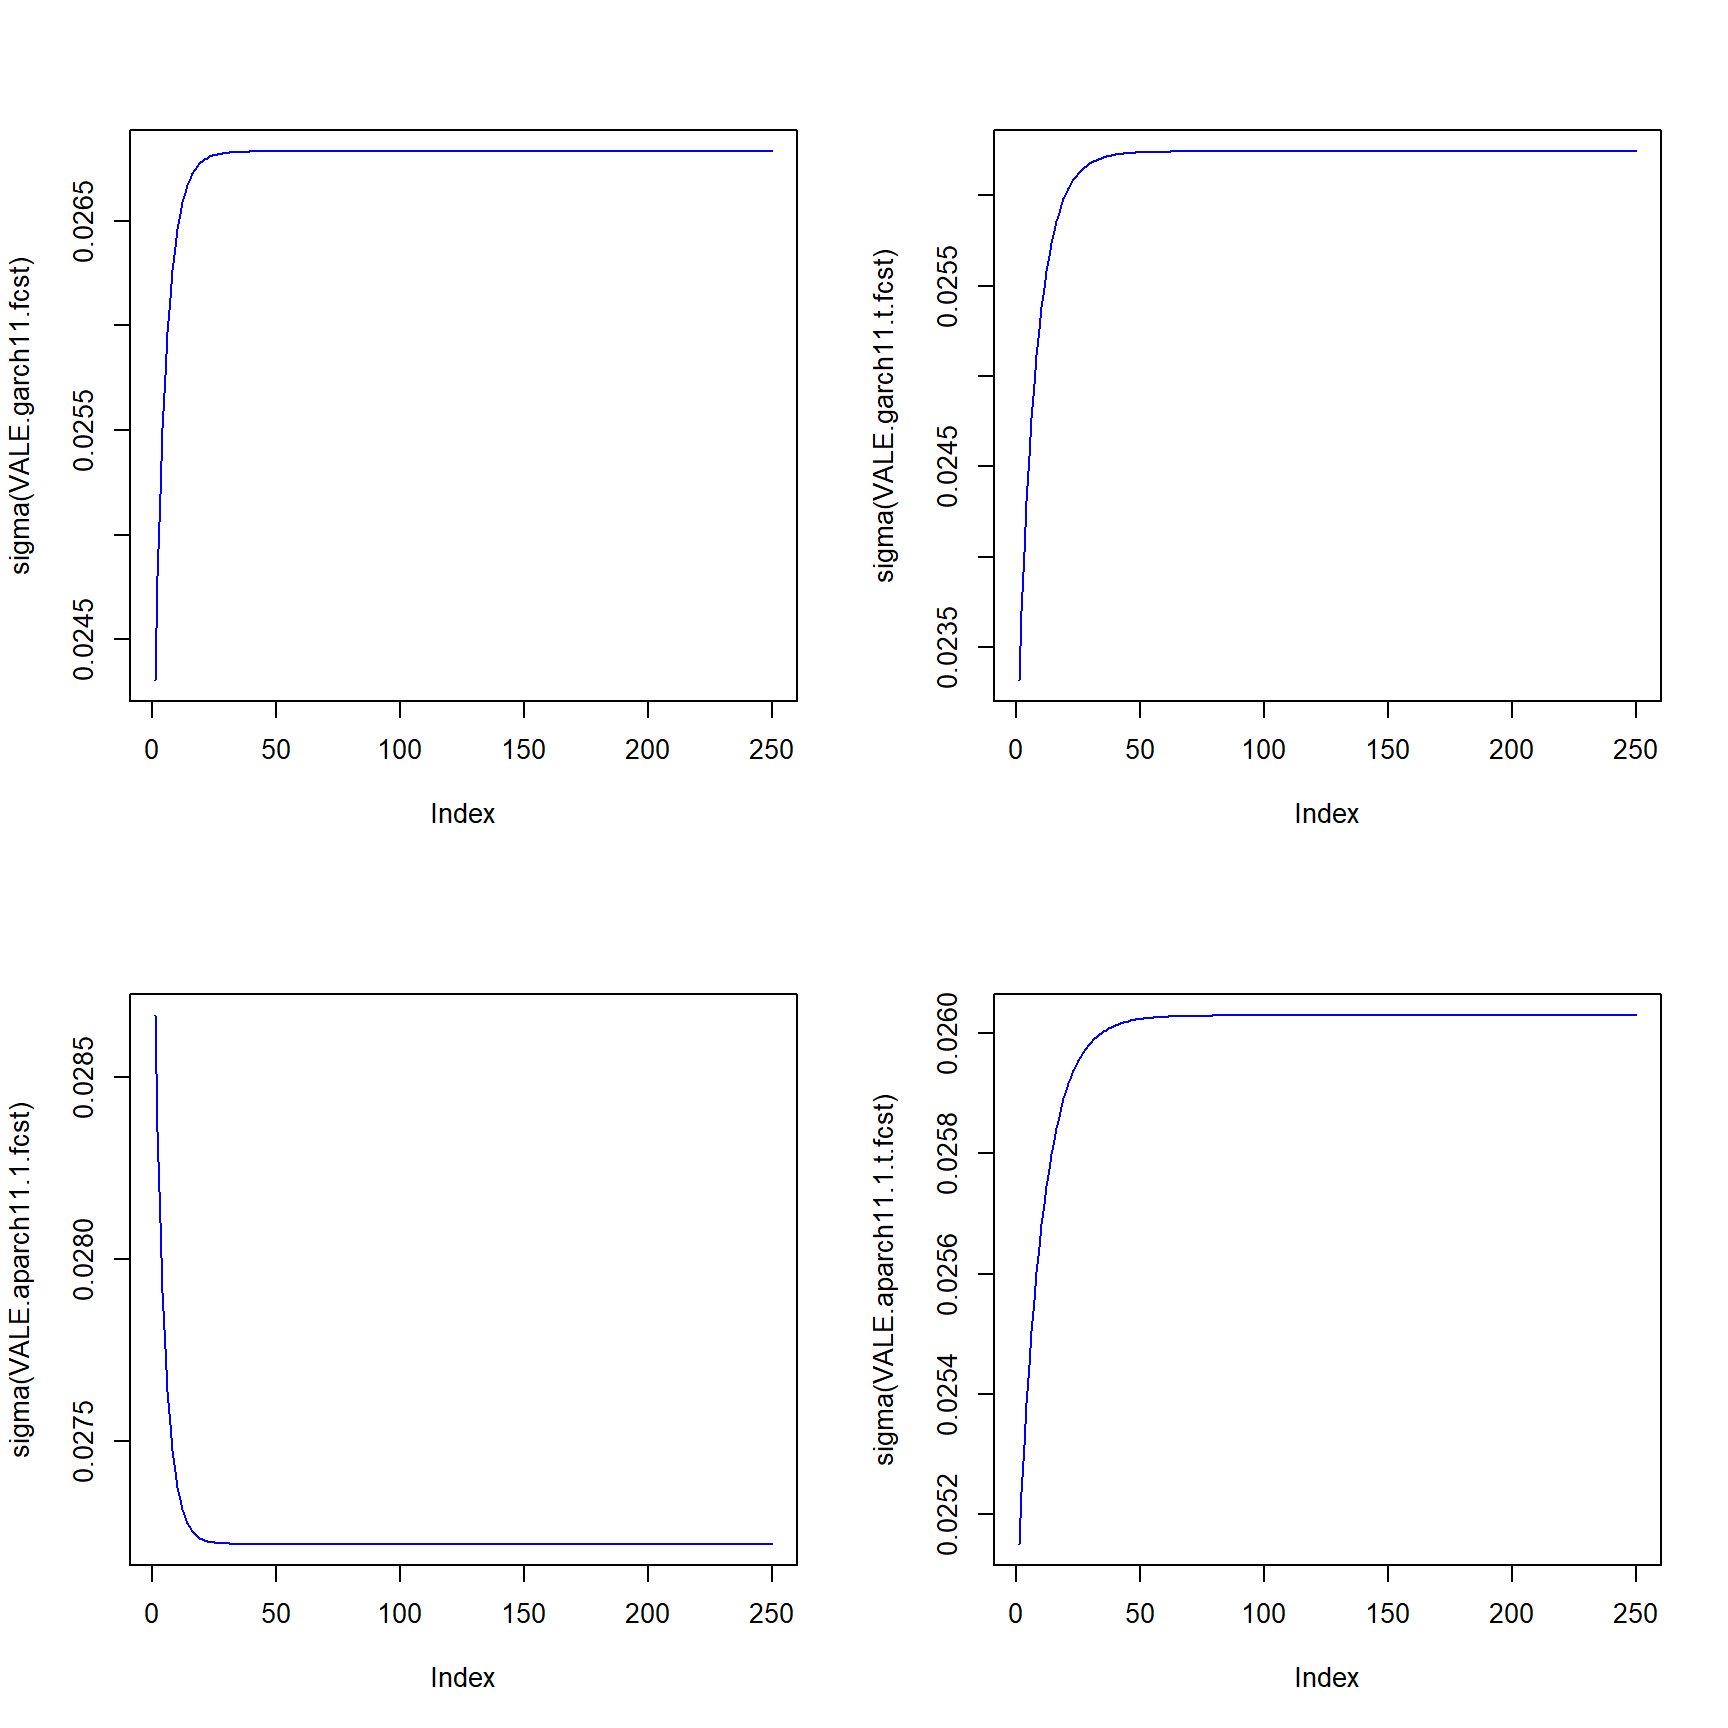 sigma(VALE.garch11.fcst)
0.0265
0.0255
0.0245
0 50 100 150 200 250
Index
sigma(VALE.garch11.t.fcst)
0.0255
0.0245
0.0235
0 50 100 150 200 250
Index
sigma(VALE.aparch11.1.fcst)
0.0285
0.0280
0.0275
0 50 100 150 200 250
Index
sigma(VALE.aparch11.1.t.fcst)
0.0260
0.0258
0.0256
0.0254
0.0252
0 50 100 150 200 250
Index